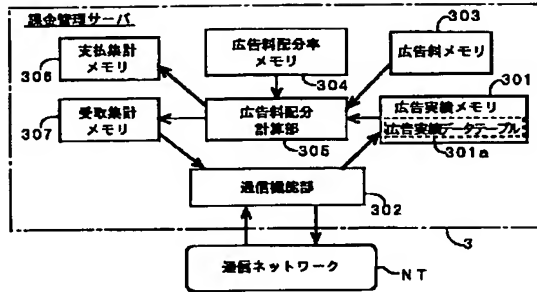 課金管理サーバ
支払集計
メモリ
306
広告料配分率
メモリ
304
303
広告料メモリ
受取集計
メモリ
307
広告料配分
計算部
305
301
広告実績メモリ
広告実績データテーブル
301a
通信機能部
302
3
通信ネットワーク
NT